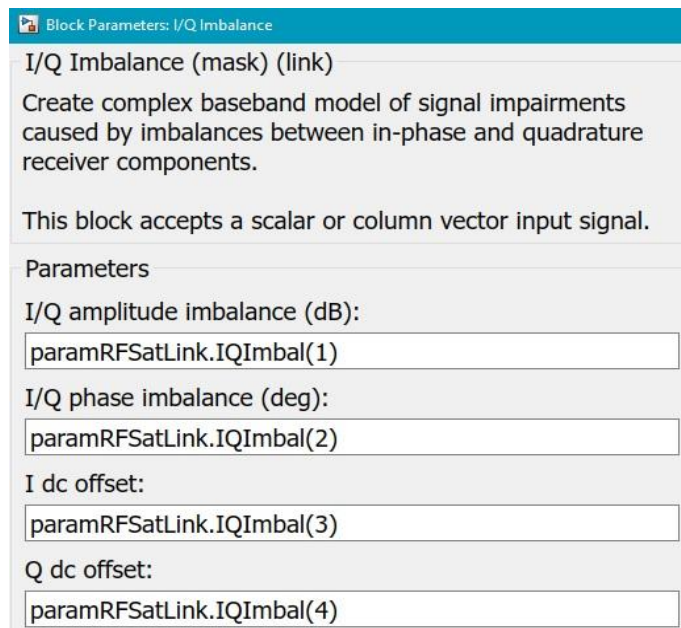 Block Parameters: I/Q Imbalance
I/Q Imbalance (mask) (link)
Create complex baseband model of signal impairments
caused by imbalances between in-phase and quadrature
receiver components.
This block accepts a scalar or column vector input signal.
Parameters
I/Q amplitude imbalance (dB):
paramRFSatLink.IQImbal(1)
I/Q phase imbalance (deg):
paramRFSatLink.IQImbal(2)
I dc offset:
paramRFSatLink.IQImbal(3)
Q dc offset:
paramRFSatLink.IQImbal(4)